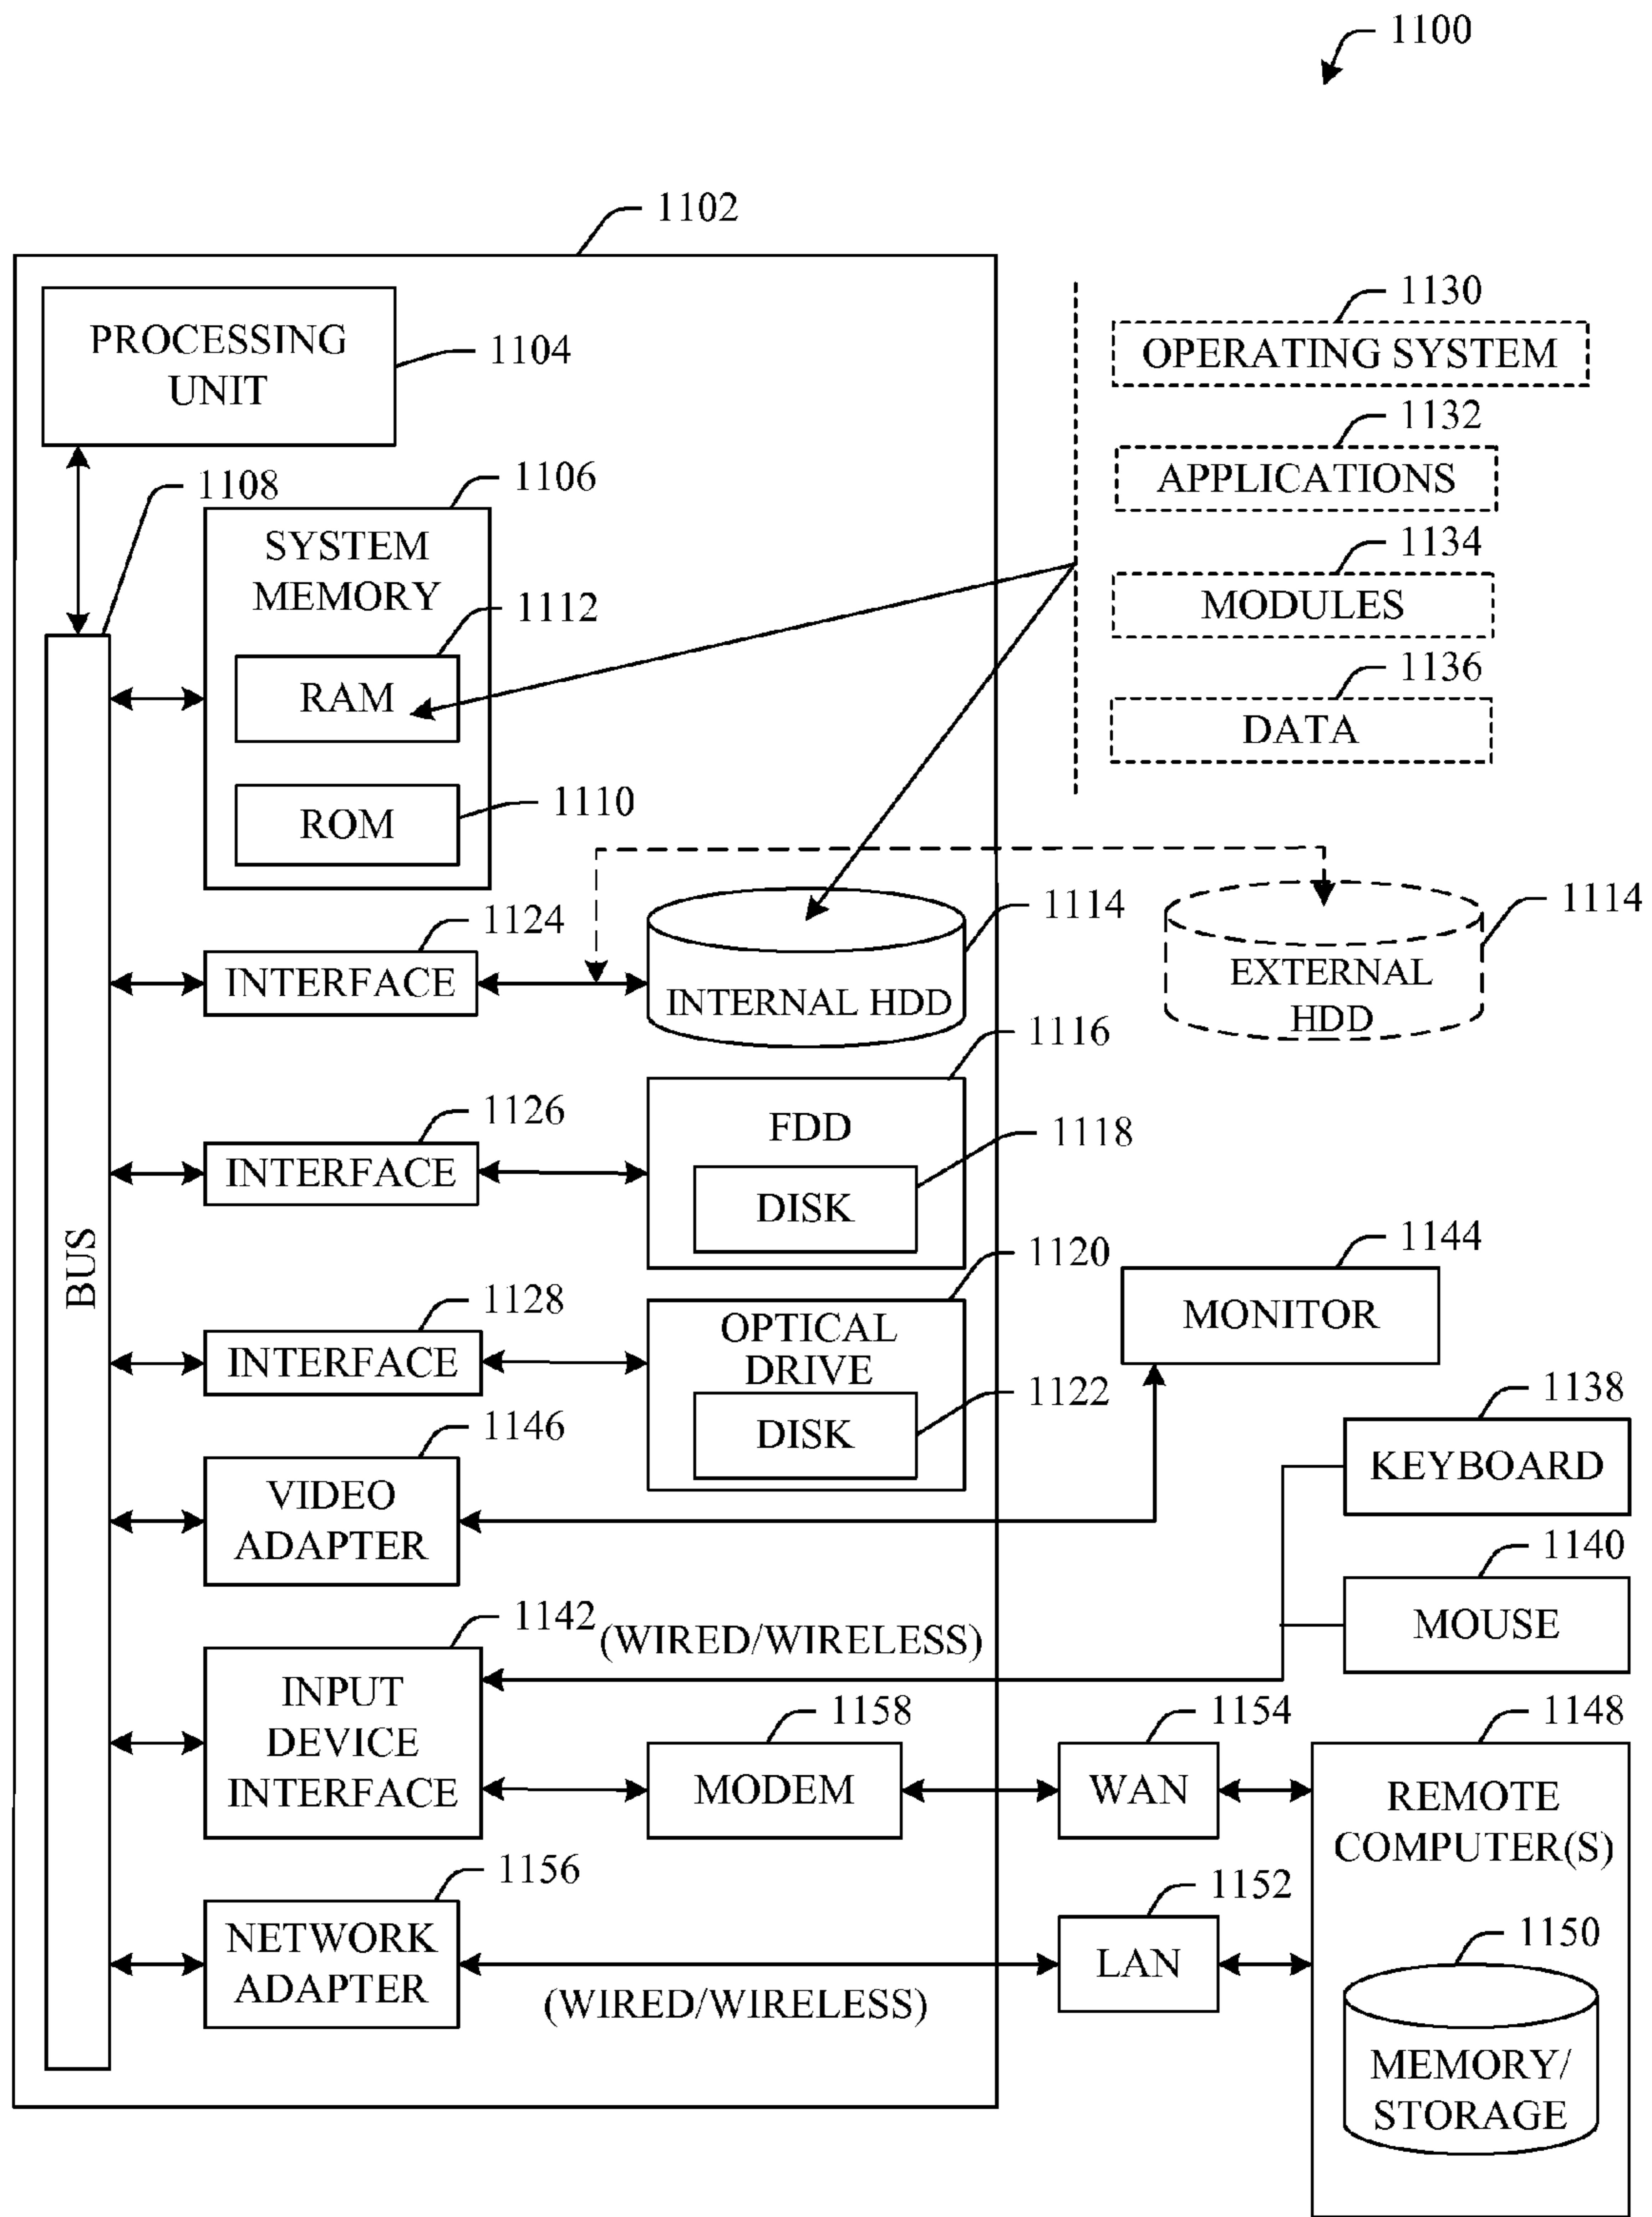 1100
1102
PROCESSING
UNIT
1104
1130
OPERATING SYSTEM
1132
APPLICATIONS
1134
MODULES
1136
DATA
1108
1106
SYSTEM
MEMORY
1112
RAM
1110
ROM
1124
INTERFACE
1114
INTERNAL HDD
1114
EXTERNAL
HDD
1116
FDD
1118
DISK
1126
INTERFACE
BUS
1120
OPTICAL
DRIVE
1122
DISK
1128
INTERFACE
1144
MONITOR
1146
VIDEO
ADAPTER
1138
KEYBOARD
1140
MOUSE
1142
(WIRED/WIRELESS)
INPUT
DEVICE
INTERFACE
1158
MODEM
1154
WAN
1148
REMOTE
COMPUTER(S)
1156
NETWORK
ADAPTER
(WIRED/WIRELESS)
1152
LAN
1150
MEMORY/
STORAGE